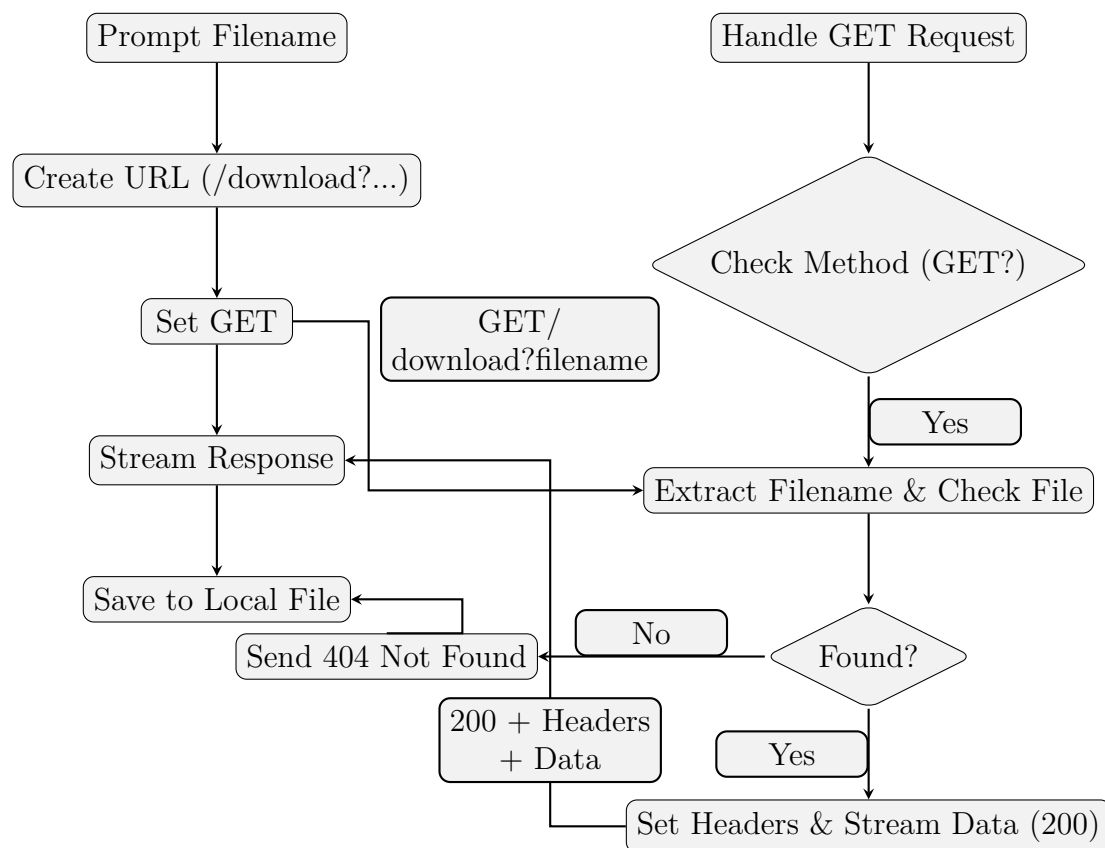 Prompt Filename
Handle GET Request
Create URL (/download?...)
Check Method (GET?)
Set GET
GET/
download?filename
Yes
Stream Response
Extract Filename & Check File
Save to Local File
No
Send 404 Not Found
Found?
200 + Headers
+ Data
Yes
Set Headers & Stream Data (200)